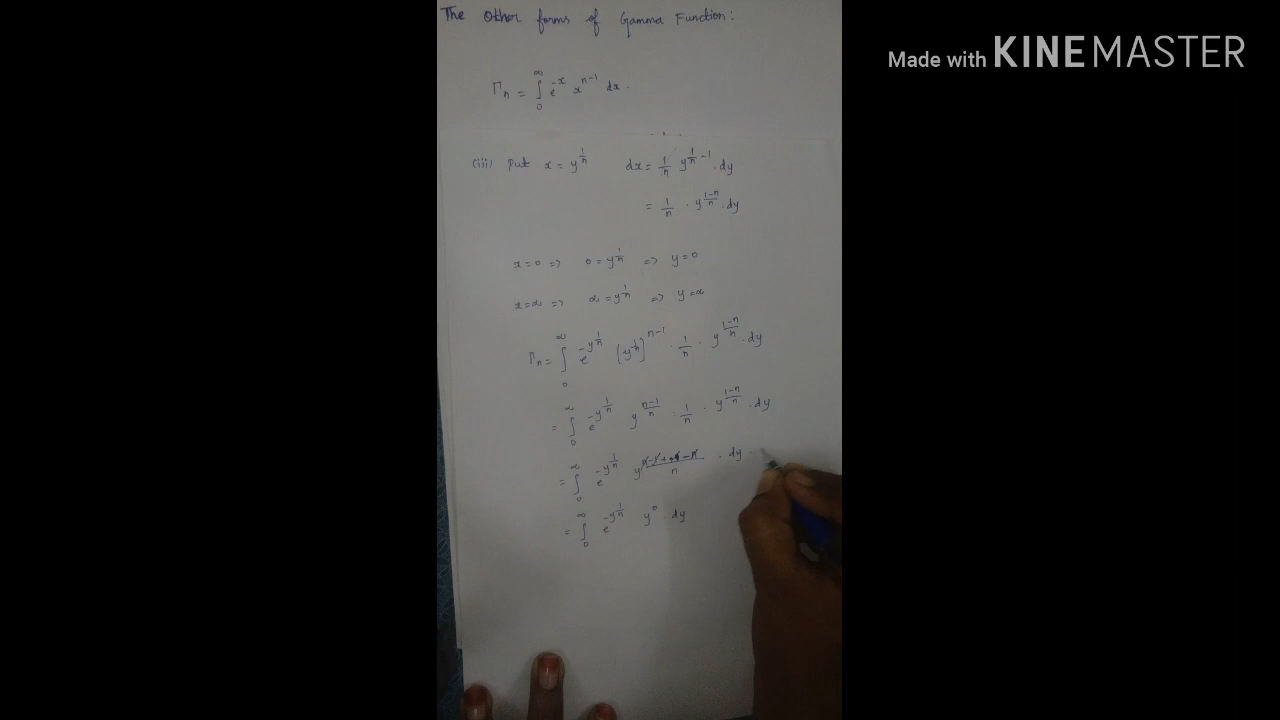 The Other forms of Gamma Function:
Made with KINEMASTER
Γn = ∫₀^∞ e^{-x} x^{n-1} dx.
(iii) Put x = y^{1/n} dx = 1/n y^{1/n - 1} . dy
= 1/n . y^{(1-n)/n} . dy
x=0 => 0 = y^{1/n} => y=0
x=∞ => ∞ = y^{1/n} => y=∞
Γn = ∫₀^∞ e^{-y^{1/n}} (y^{1/n})^{n-1} . 1/n . y^{(1-n)/n} . dy
= ∫₀^∞ e^{-y^{1/n}} y^{(n-1)/n} . 1/n . y^{(1-n)/n} . dy
= ∫₀^∞ e^{-y^{1/n}} y^{(n-1+1-n)/n} . dy .
= ∫₀^∞ e^{-y^{1/n}} y^0 . dy